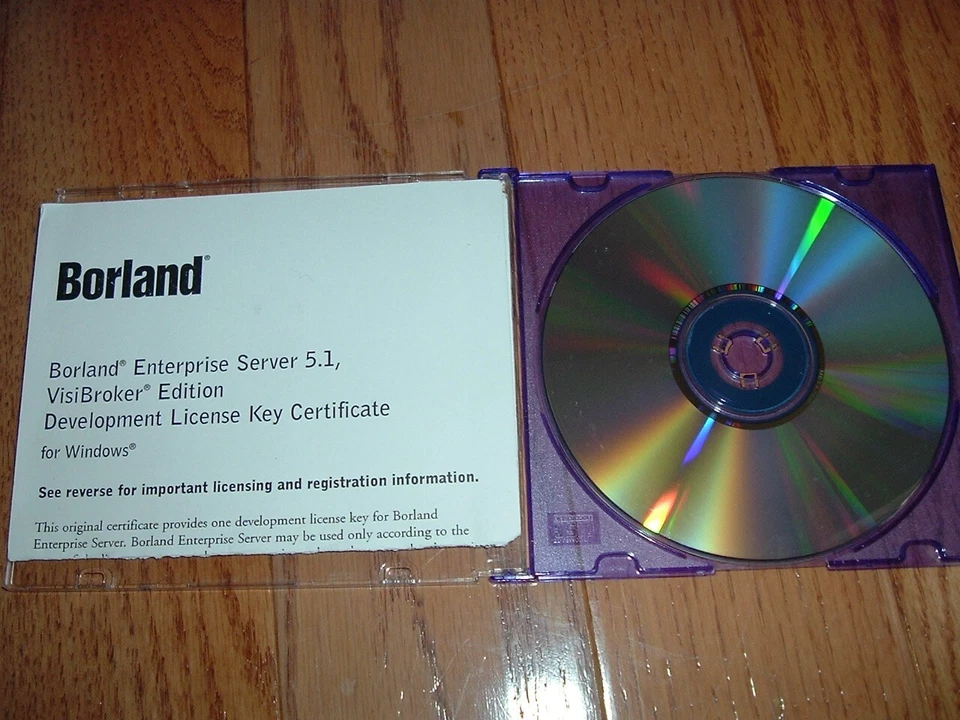 Borland®
Borland® Enterprise Server 5.1,
VisiBroker® Edition
Development License Key Certificate
for Windows®
See reverse for important licensing and registration information.
This original certificate provides one development license key for Borland
Enterprise Server. Borland Enterprise Server may be used only according to the